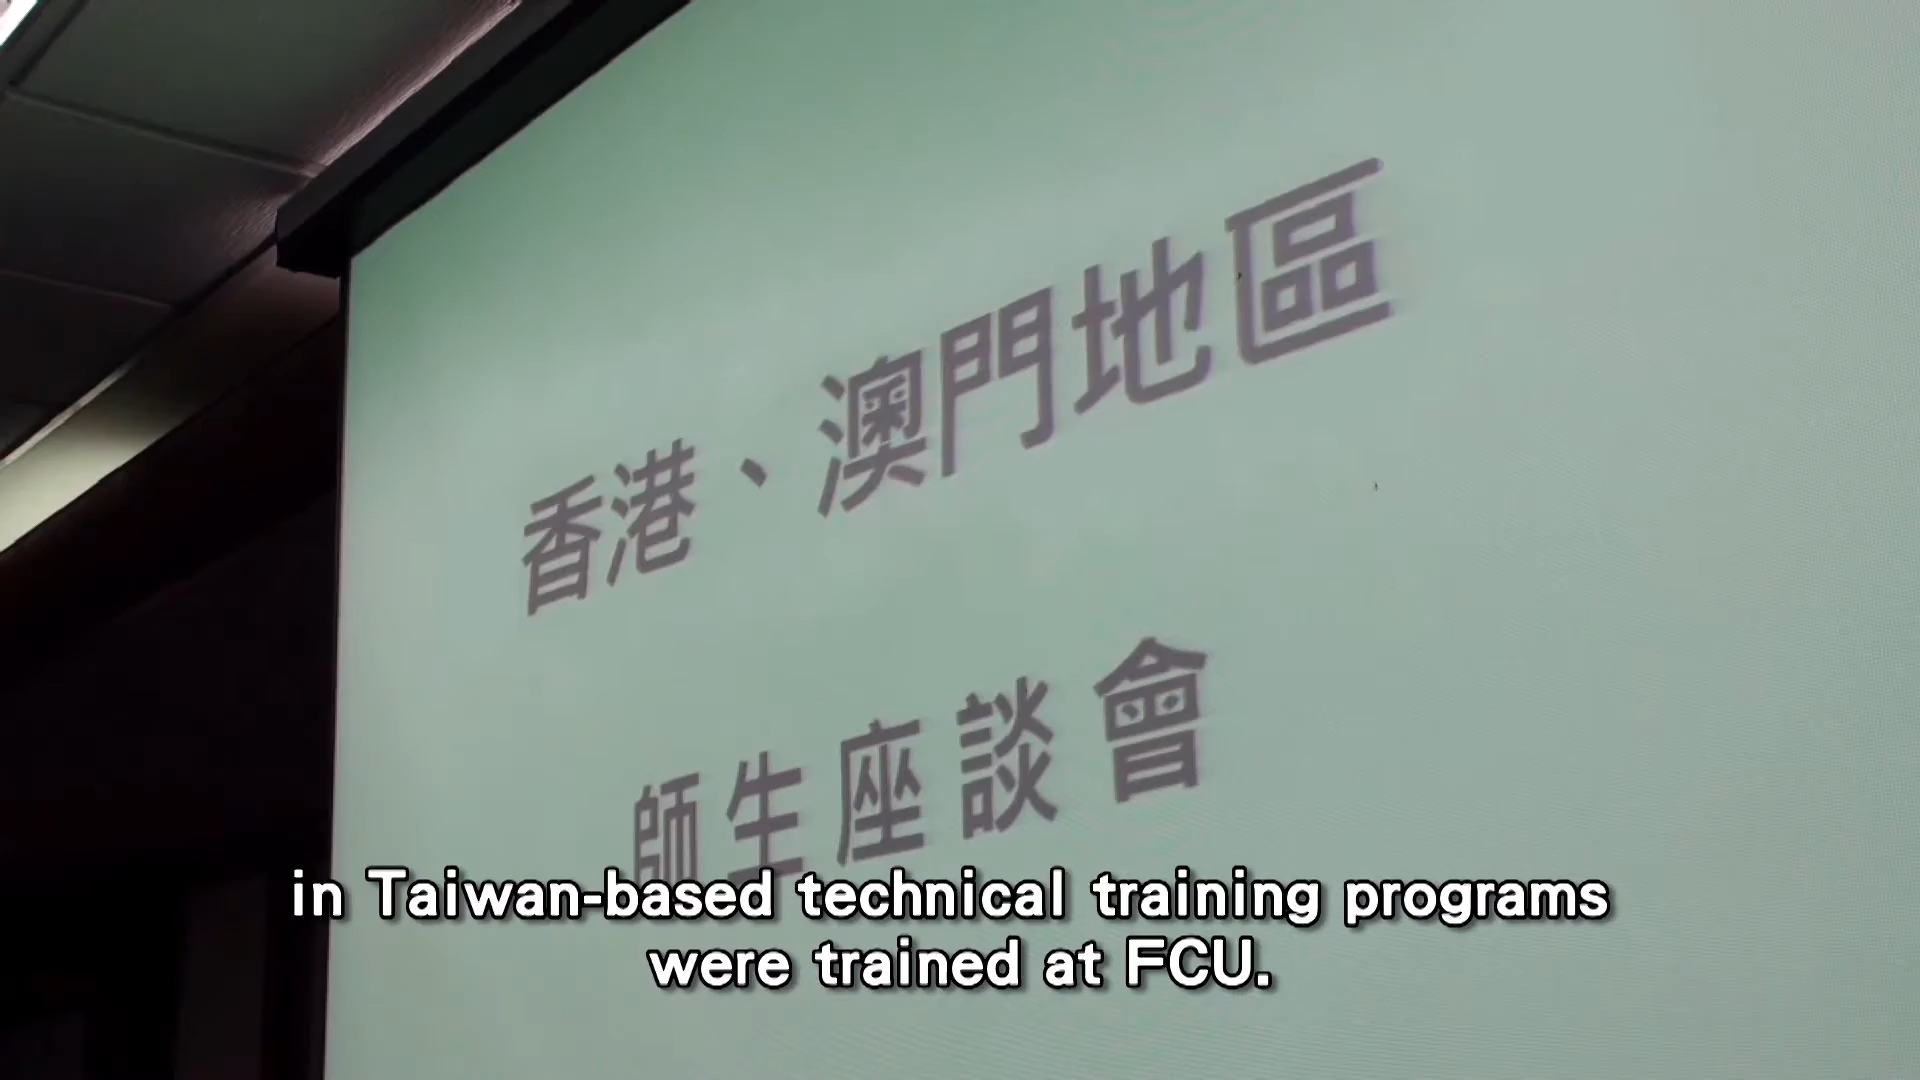 香港、澳門地區
師生座談會
in Taiwan-based technical training programs
were trained at FCU.